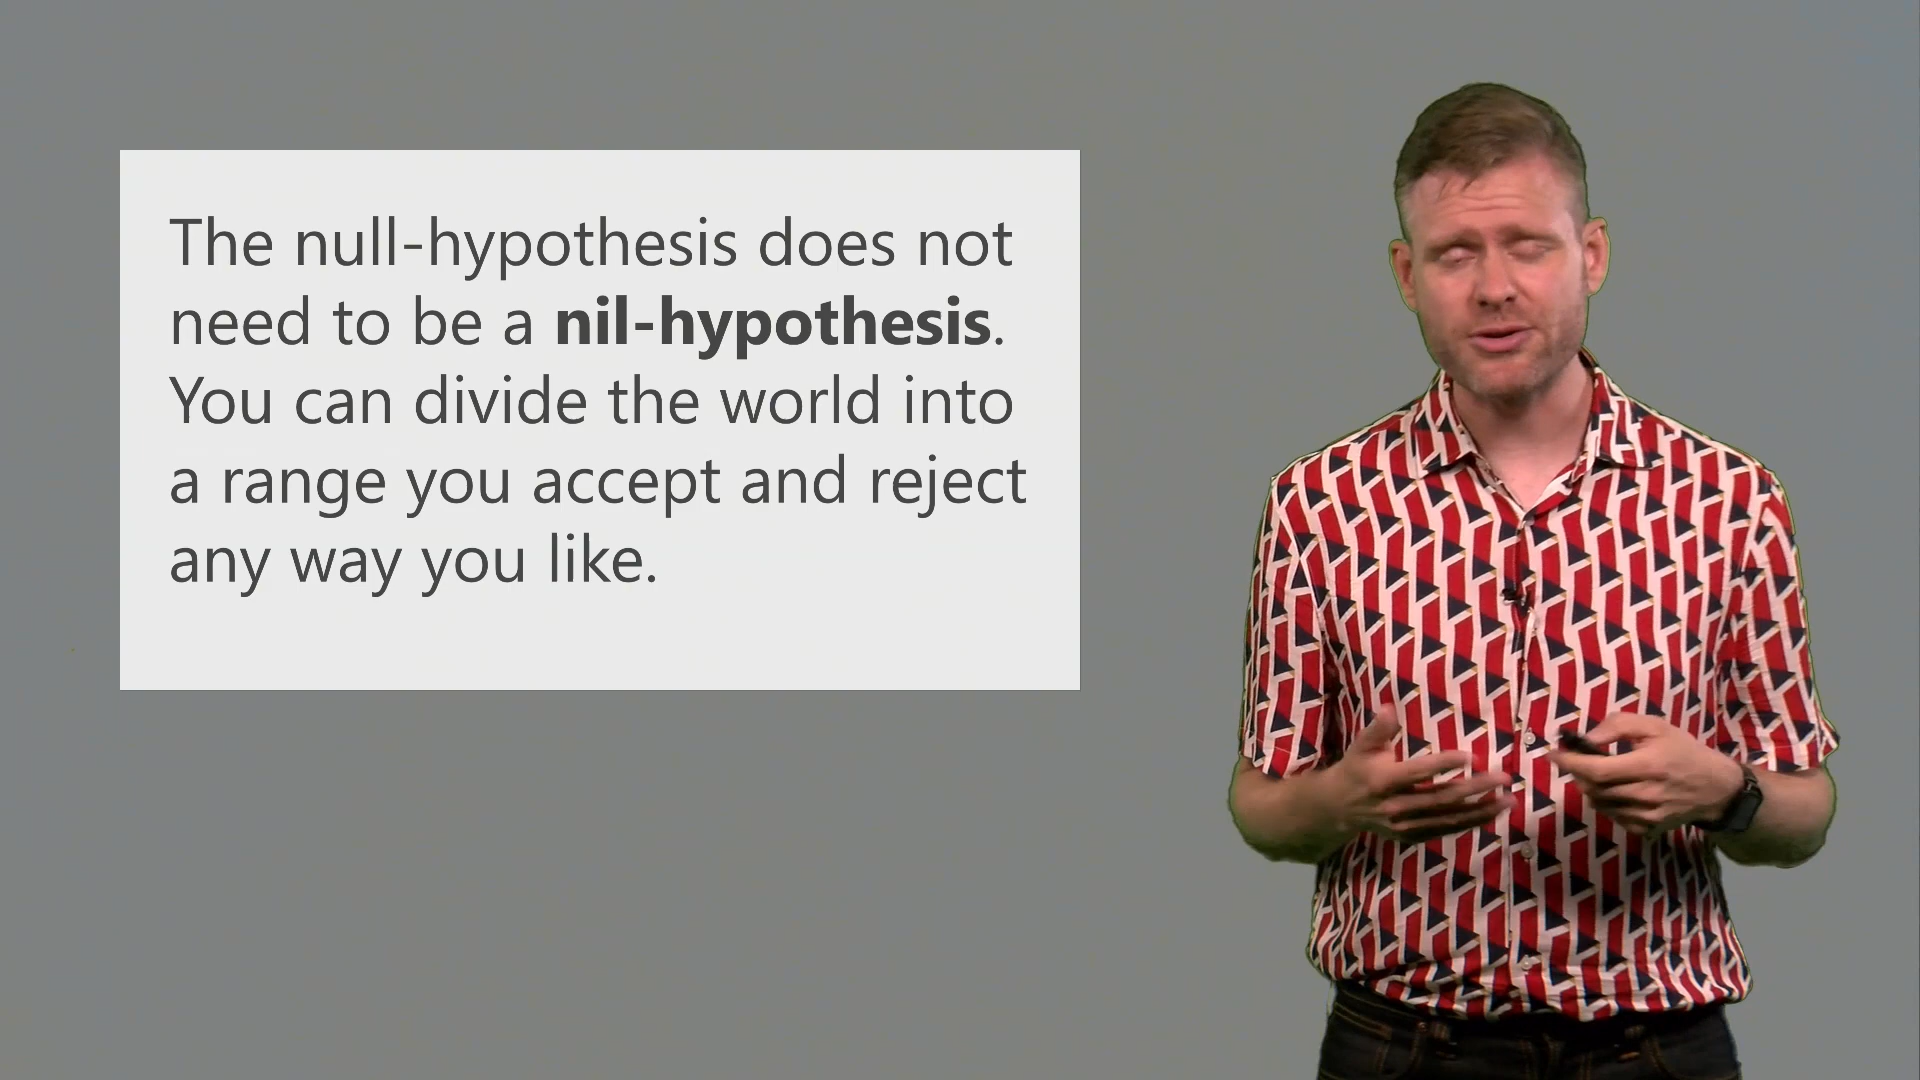 The null-hypothesis does not
need to be a nil-hypothesis.
You can divide the world into
a range you accept and reject
any way you like.